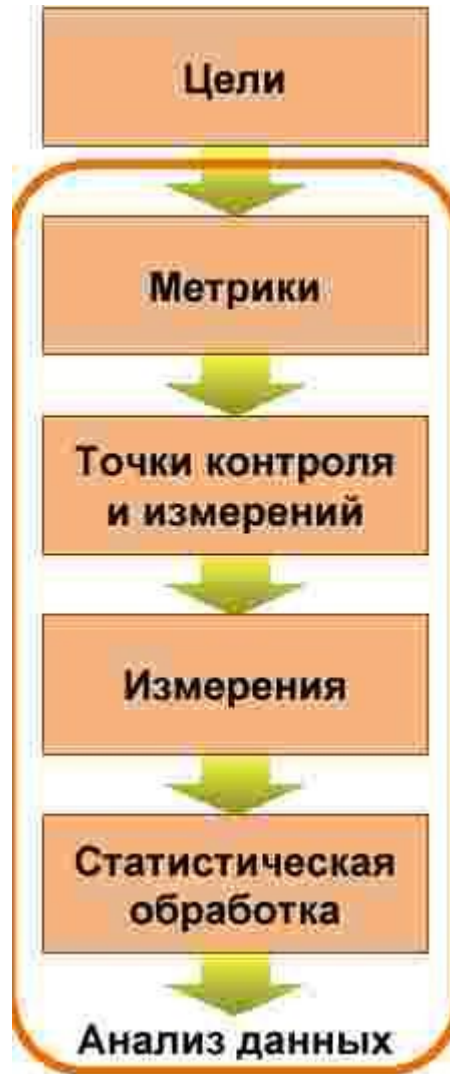 Цели
Метрики
Точки контроля
и измерений
Измерения
Статистическая
обработка
Анализ данных